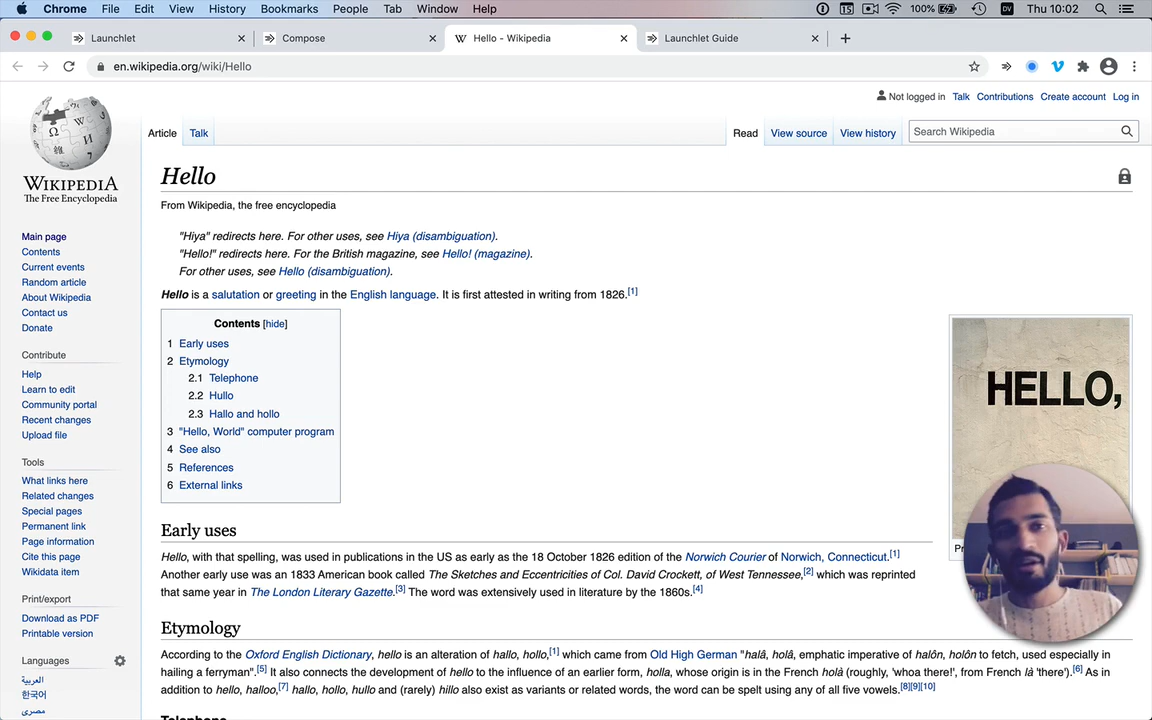 Chrome File Edit View History Bookmarks People Tab Window Help 15 100% DV Thu 10:02
Launchlet Compose W Hello - Wikipedia Launchlet Guide
en.wikipedia.org/wiki/Hello
Not logged in Talk Contributions Create account Log in
Article Talk Read View source View history Search Wikipedia
WIKIPEDIA
The Free Encyclopedia
Main page
Contents
Current events
Random article
About Wikipedia
Contact us
Donate
Contribute
Help
Learn to edit
Community portal
Recent changes
Upload file
Tools
What links here
Related changes
Special pages
Permanent link
Page information
Cite this page
Wikidata item
Print/export
Download as PDF
Printable version
Languages
العربية
한국어
مصرى
Hello
From Wikipedia, the free encyclopedia
"Hiya" redirects here. For other uses, see Hiya (disambiguation).
"Hello!" redirects here. For the British magazine, see Hello! (magazine).
For other uses, see Hello (disambiguation).
Hello is a salutation or greeting in the English language. It is first attested in writing from 1826.[1]
Contents [hide]
1 Early uses
2 Etymology
2.1 Telephone
2.2 Hullo
2.3 Hallo and hollo
3 "Hello, World" computer program
4 See also
5 References
6 External links
HELLO,
Early uses
Hello, with that spelling, was used in publications in the US as early as the 18 October 1826 edition of the Norwich Courier of Norwich, Connecticut.[1]
Another early use was an 1833 American book called The Sketches and Eccentricities of Col. David Crockett, of West Tennessee,[2] which was reprinted
that same year in The London Literary Gazette.[3] The word was extensively used in literature by the 1860s.[4]
Etymology
According to the Oxford English Dictionary, hello is an alteration of hallo, hollo,[1] which came from Old High German "halâ, holâ, emphatic imperative of halôn, holôn to fetch, used especially in
hailing a ferryman".[5] It also connects the development of hello to the influence of an earlier form, holla, whose origin is in the French holà (roughly, 'whoa there!', from French là 'there').[6] As in
addition to hello, halloo,[7] hallo, hollo, hullo and (rarely) hillo also exist as variants or related words, the word can be spelt using any of all five vowels.[8][9][10]
Telephone